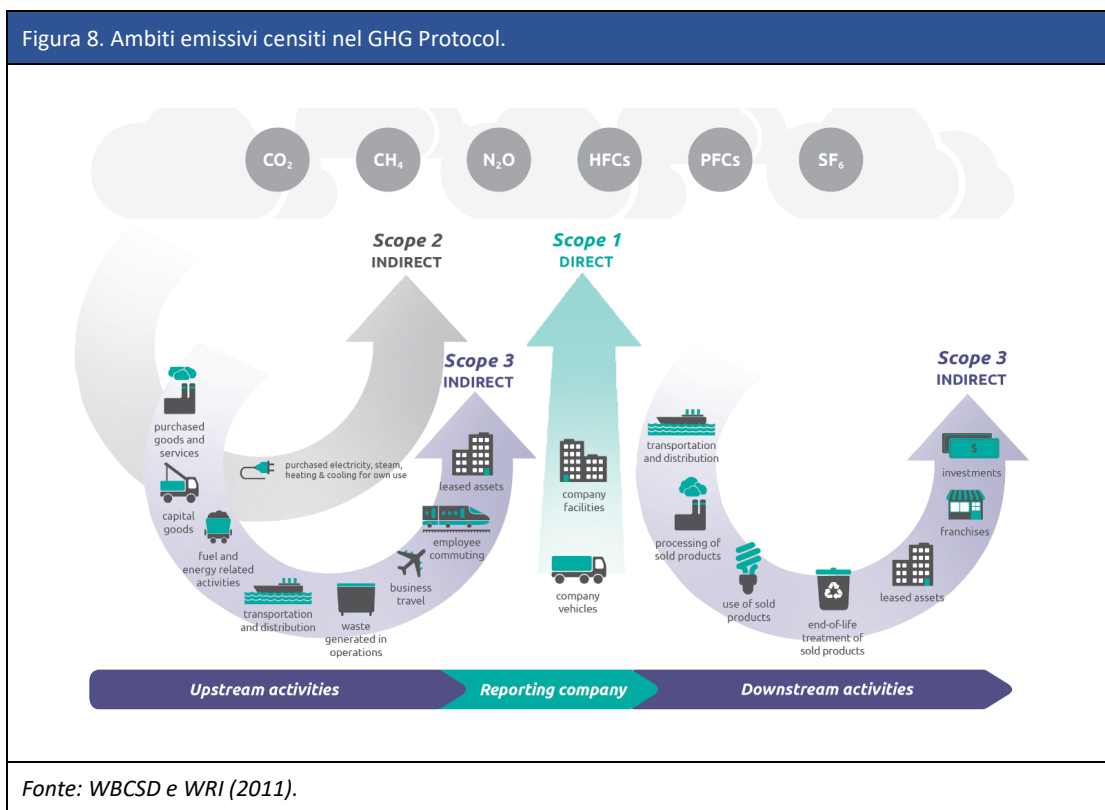 Figura 8. Ambiti emissivi censiti nel GHG Protocol.
CO₂
CH₄
N₂O
HFCs
PFCs
SF₆
Scope 2
INDIRECT
Scope 1
DIRECT
Scope 3
INDIRECT
Scope 3
INDIRECT
purchased
goods and
services
capital
goods
fuel and
energy related
activities
transportation
and distribution
waste
generated in
operations
business
travel
employee
commuting
leased assets
purchased electricity, steam,
heating & cooling for own use
company
facilities
company
vehicles
transportation
and distribution
processing of
sold products
use of sold
products
end-of-life
treatment of
sold products
leased assets
franchises
$
investments
Upstream activities
Reporting company
Downstream activities
Fonte: WBCSD e WRI (2011).